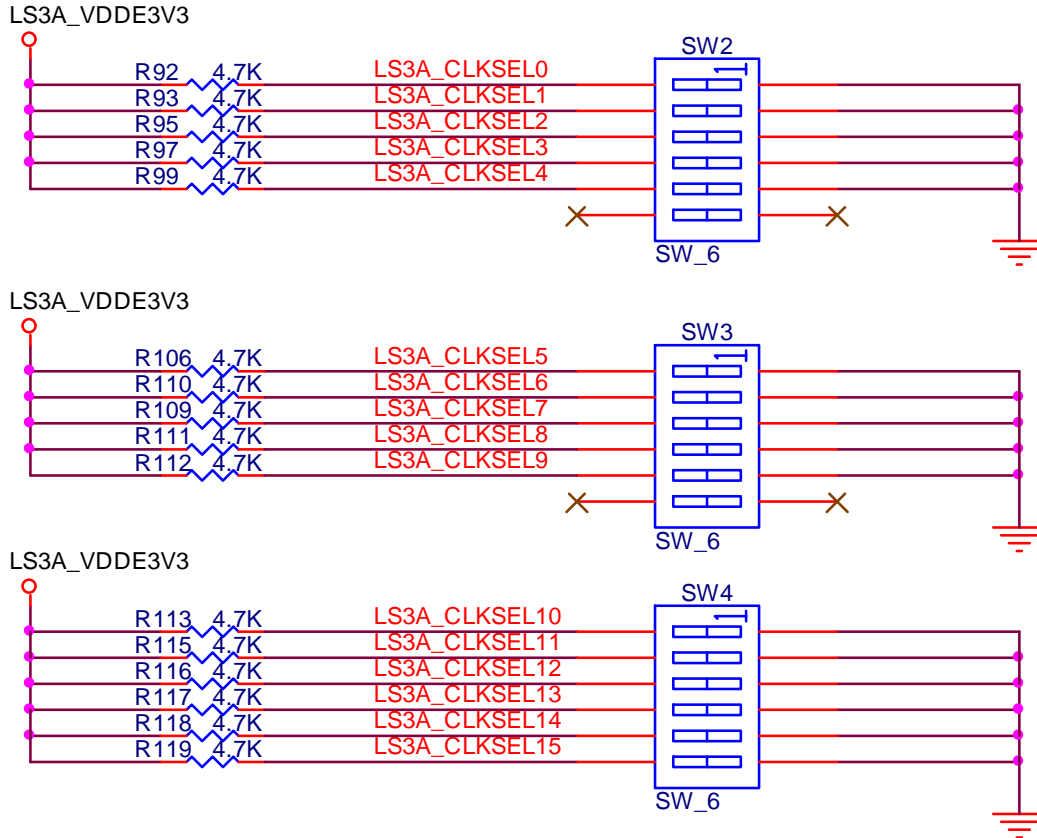 LS3A_VDDE3V3
SW2
1
R92 4.7K LS3A_CLKSEL0
R93 4.7K LS3A_CLKSEL1
R95 4.7K LS3A_CLKSEL2
R97 4.7K LS3A_CLKSEL3
R99 4.7K LS3A_CLKSEL4
SW_6
LS3A_VDDE3V3
SW3
1
R106 4.7K LS3A_CLKSEL5
R110 4.7K LS3A_CLKSEL6
R109 4.7K LS3A_CLKSEL7
R111 4.7K LS3A_CLKSEL8
R112 4.7K LS3A_CLKSEL9
SW_6
LS3A_VDDE3V3
SW4
1
R113 4.7K LS3A_CLKSEL10
R115 4.7K LS3A_CLKSEL11
R116 4.7K LS3A_CLKSEL12
R117 4.7K LS3A_CLKSEL13
R118 4.7K LS3A_CLKSEL14
R119 4.7K LS3A_CLKSEL15
SW_6